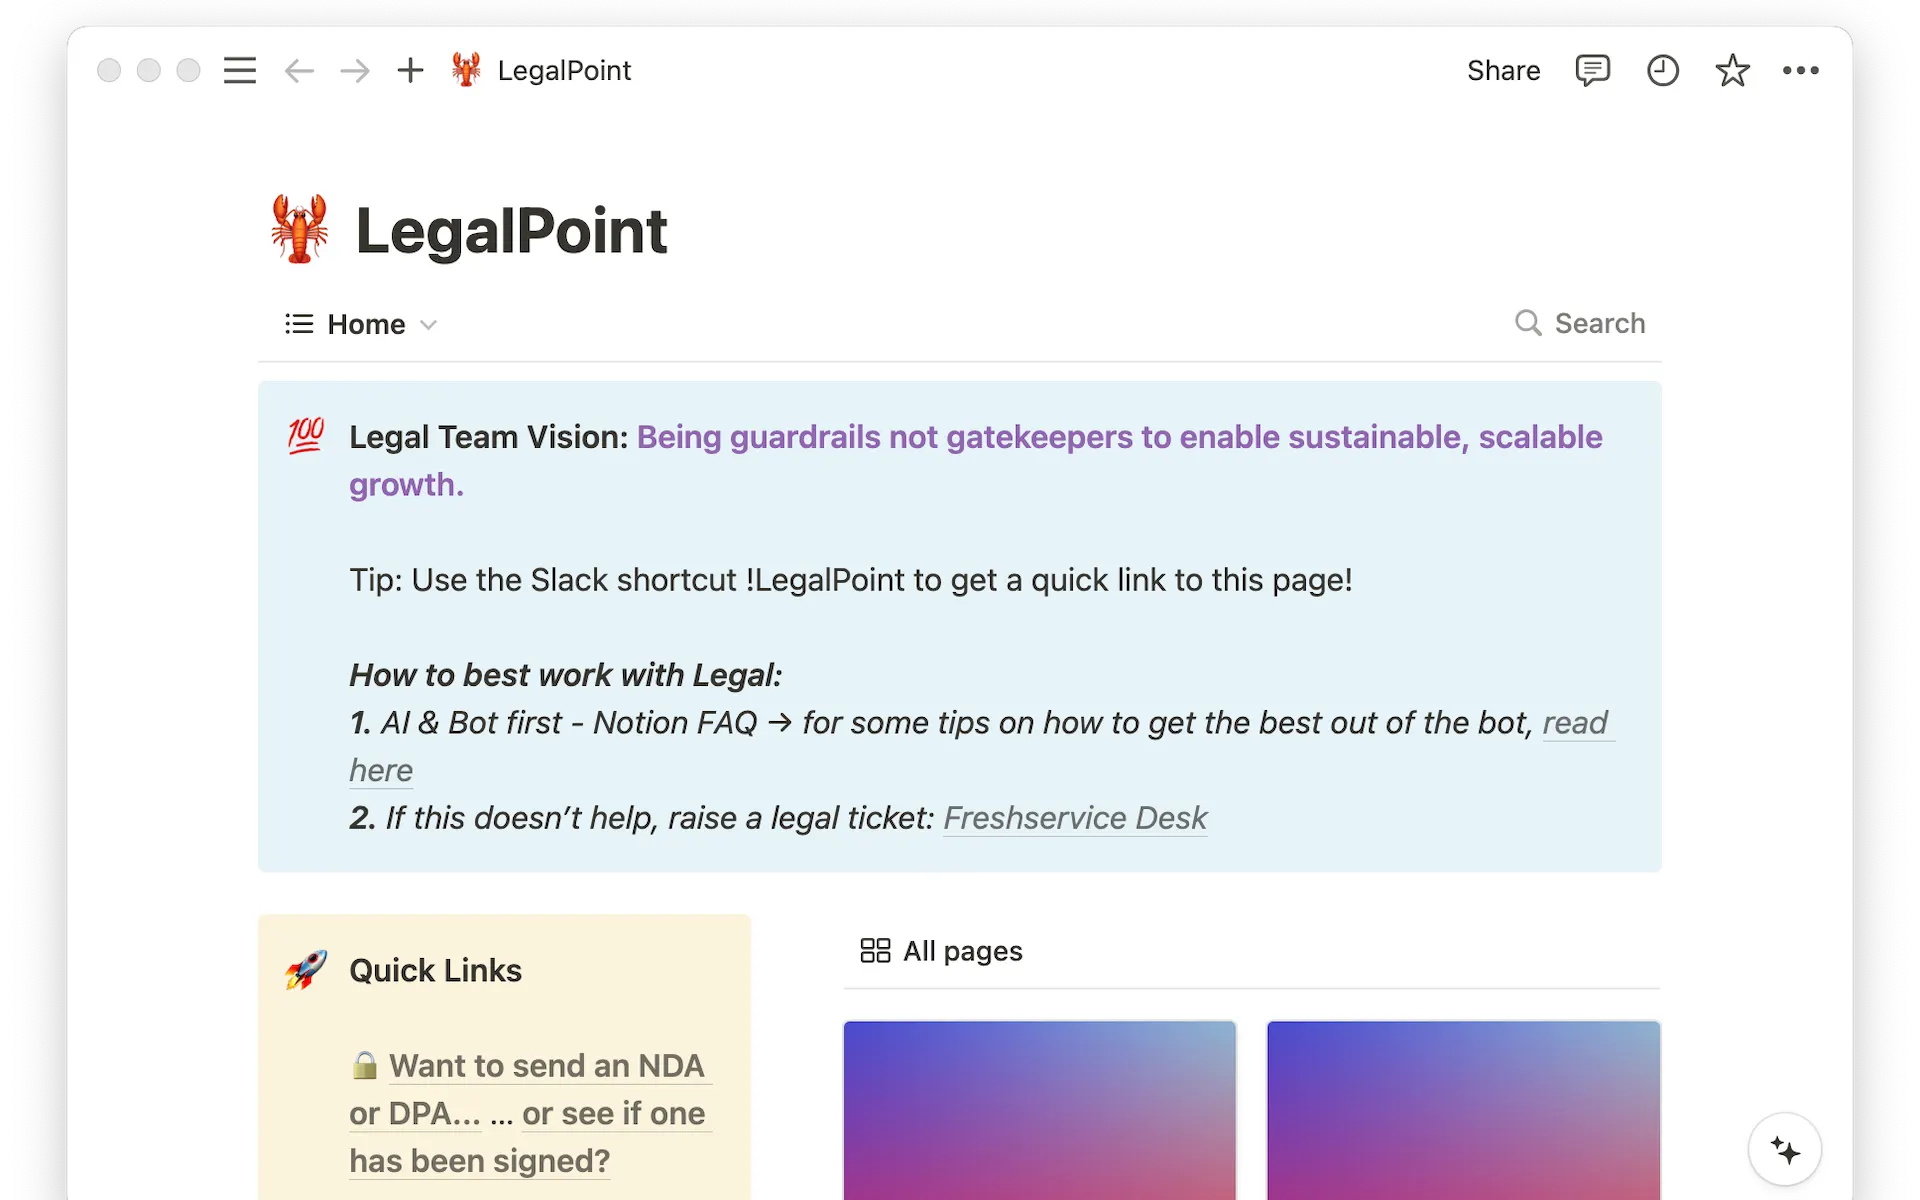 LegalPoint
Share
LegalPoint
Home
Search
💯 Legal Team Vision: Being guardrails not gatekeepers to enable sustainable, scalable
growth.
Tip: Use the Slack shortcut !LegalPoint to get a quick link to this page!
How to best work with Legal:
1. AI & Bot first - Notion FAQ → for some tips on how to get the best out of the bot, read
here
2. If this doesn’t help, raise a legal ticket: Freshservice Desk
Quick Links
Want to send an NDA
or DPA... ... or see if one
has been signed?
All pages